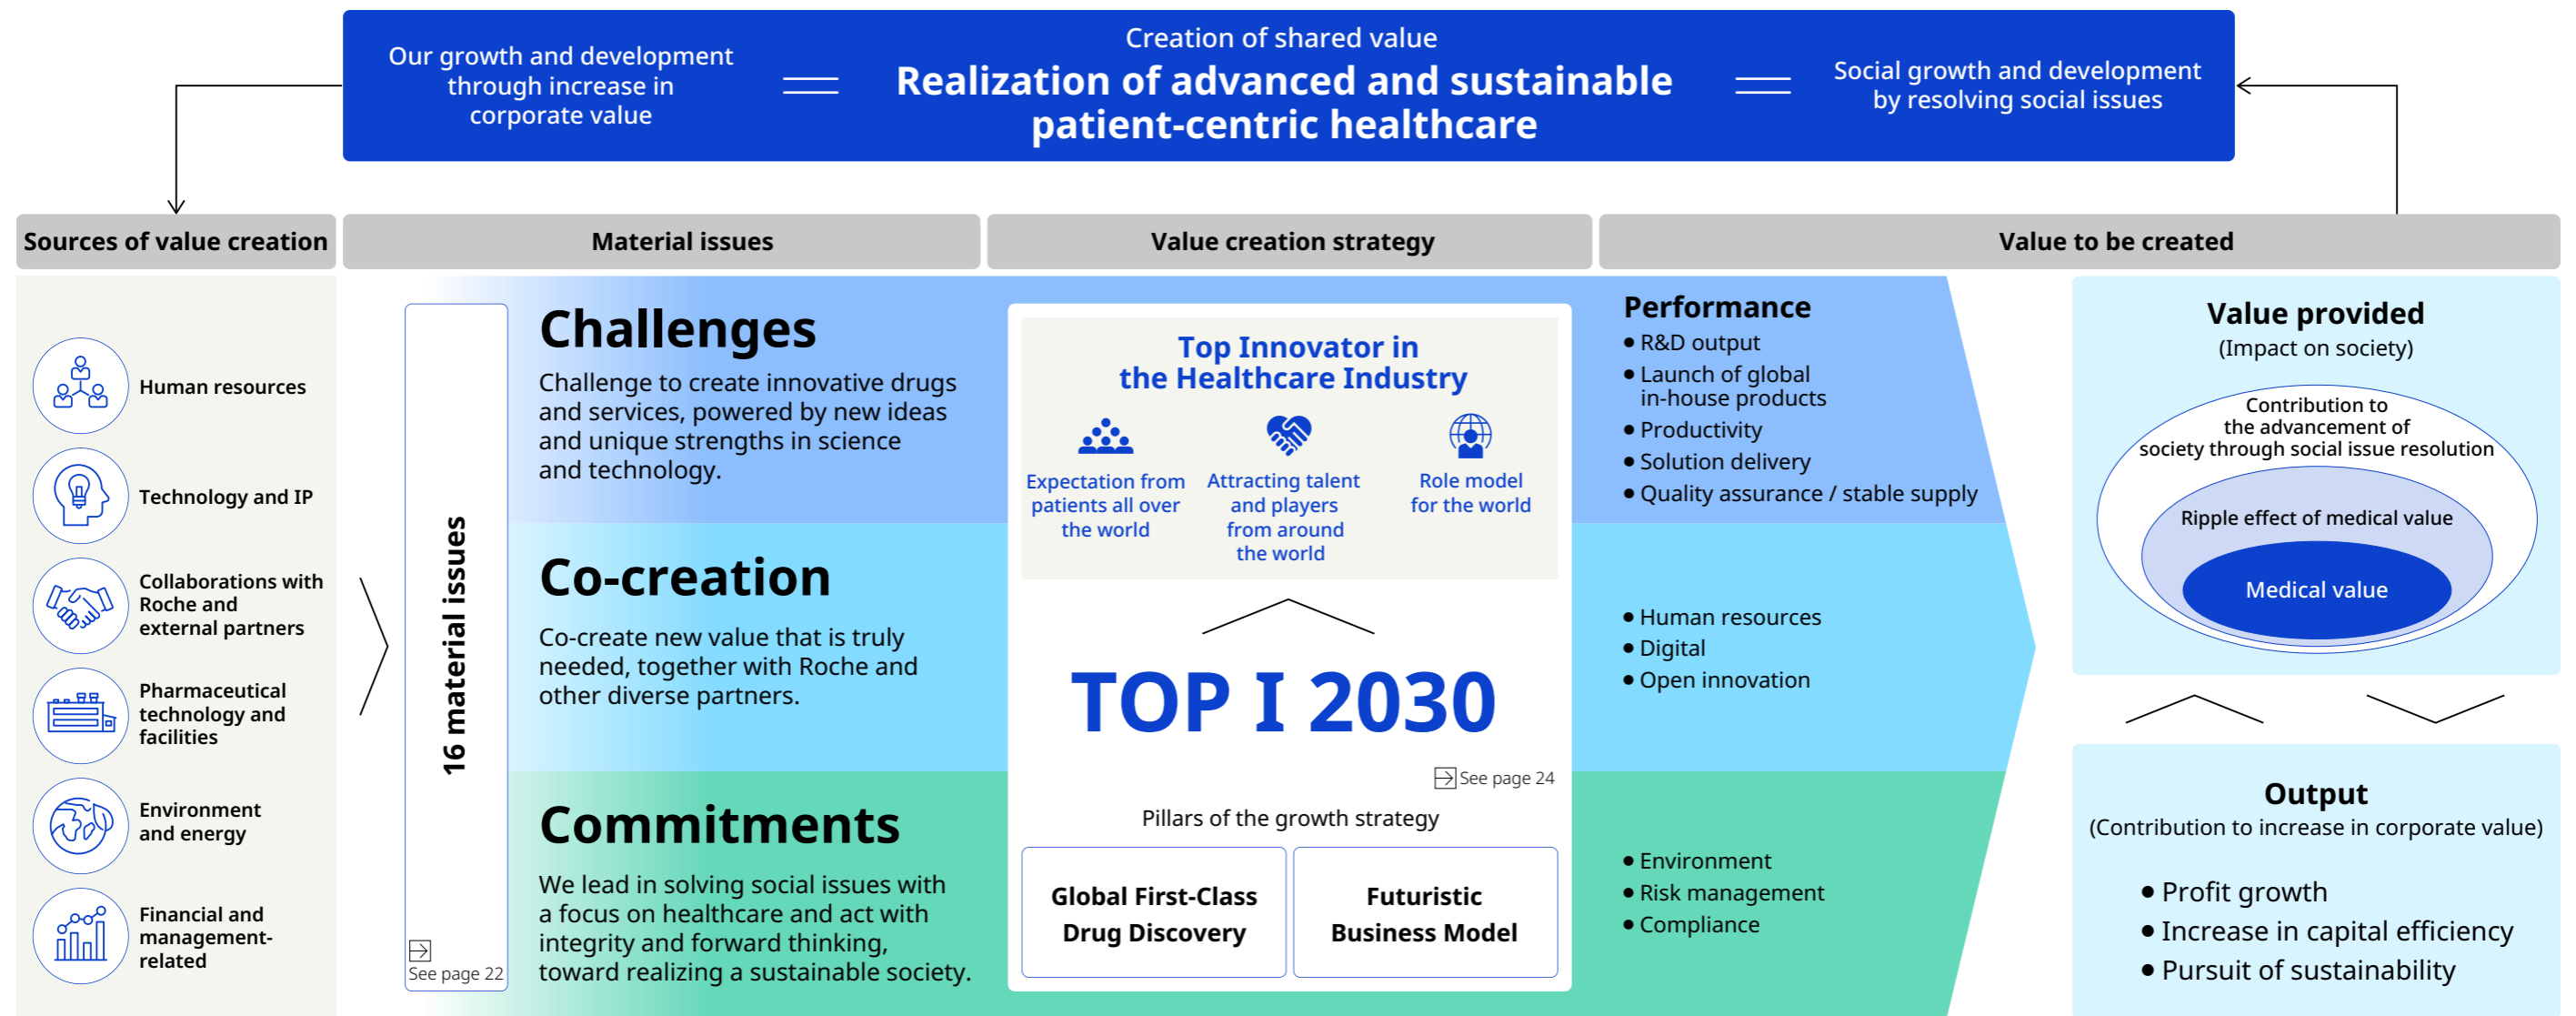 Our growth and development
through increase in
corporate value
Creation of shared value
Realization of advanced and sustainable
patient-centric healthcare
Social growth and development
by resolving social issues
Sources of value creation
Material issues
Value creation strategy
Value to be created
Human resources
Technology and IP
Collaborations with
Roche and
external partners
Pharmaceutical
technology and
facilities
Environment
and energy
Financial and
management-
related
16 material issues
See page 22
Challenges
Challenge to create innovative drugs
and services, powered by new ideas
and unique strengths in science
and technology.
Co-creation
Co-create new value that is truly
needed, together with Roche and
other diverse partners.
Commitments
We lead in solving social issues with
a focus on healthcare and act with
integrity and forward thinking,
toward realizing a sustainable society.
Top Innovator in
the Healthcare Industry
Expectation from
patients all over
the world
Attracting talent
and players
from around
the world
Role model
for the world
TOP I 2030
See page 24
Pillars of the growth strategy
Global First-Class
Drug Discovery
Futuristic
Business Model
Performance
• R&D output
• Launch of global
in-house products
• Productivity
• Solution delivery
• Quality assurance / stable supply
• Human resources
• Digital
• Open innovation
• Environment
• Risk management
• Compliance
Value provided
(Impact on society)
Contribution to
the advancement of
society through social issue resolution
Ripple effect of medical value
Medical value
Output
(Contribution to increase in corporate value)
• Profit growth
• Increase in capital efficiency
• Pursuit of sustainability